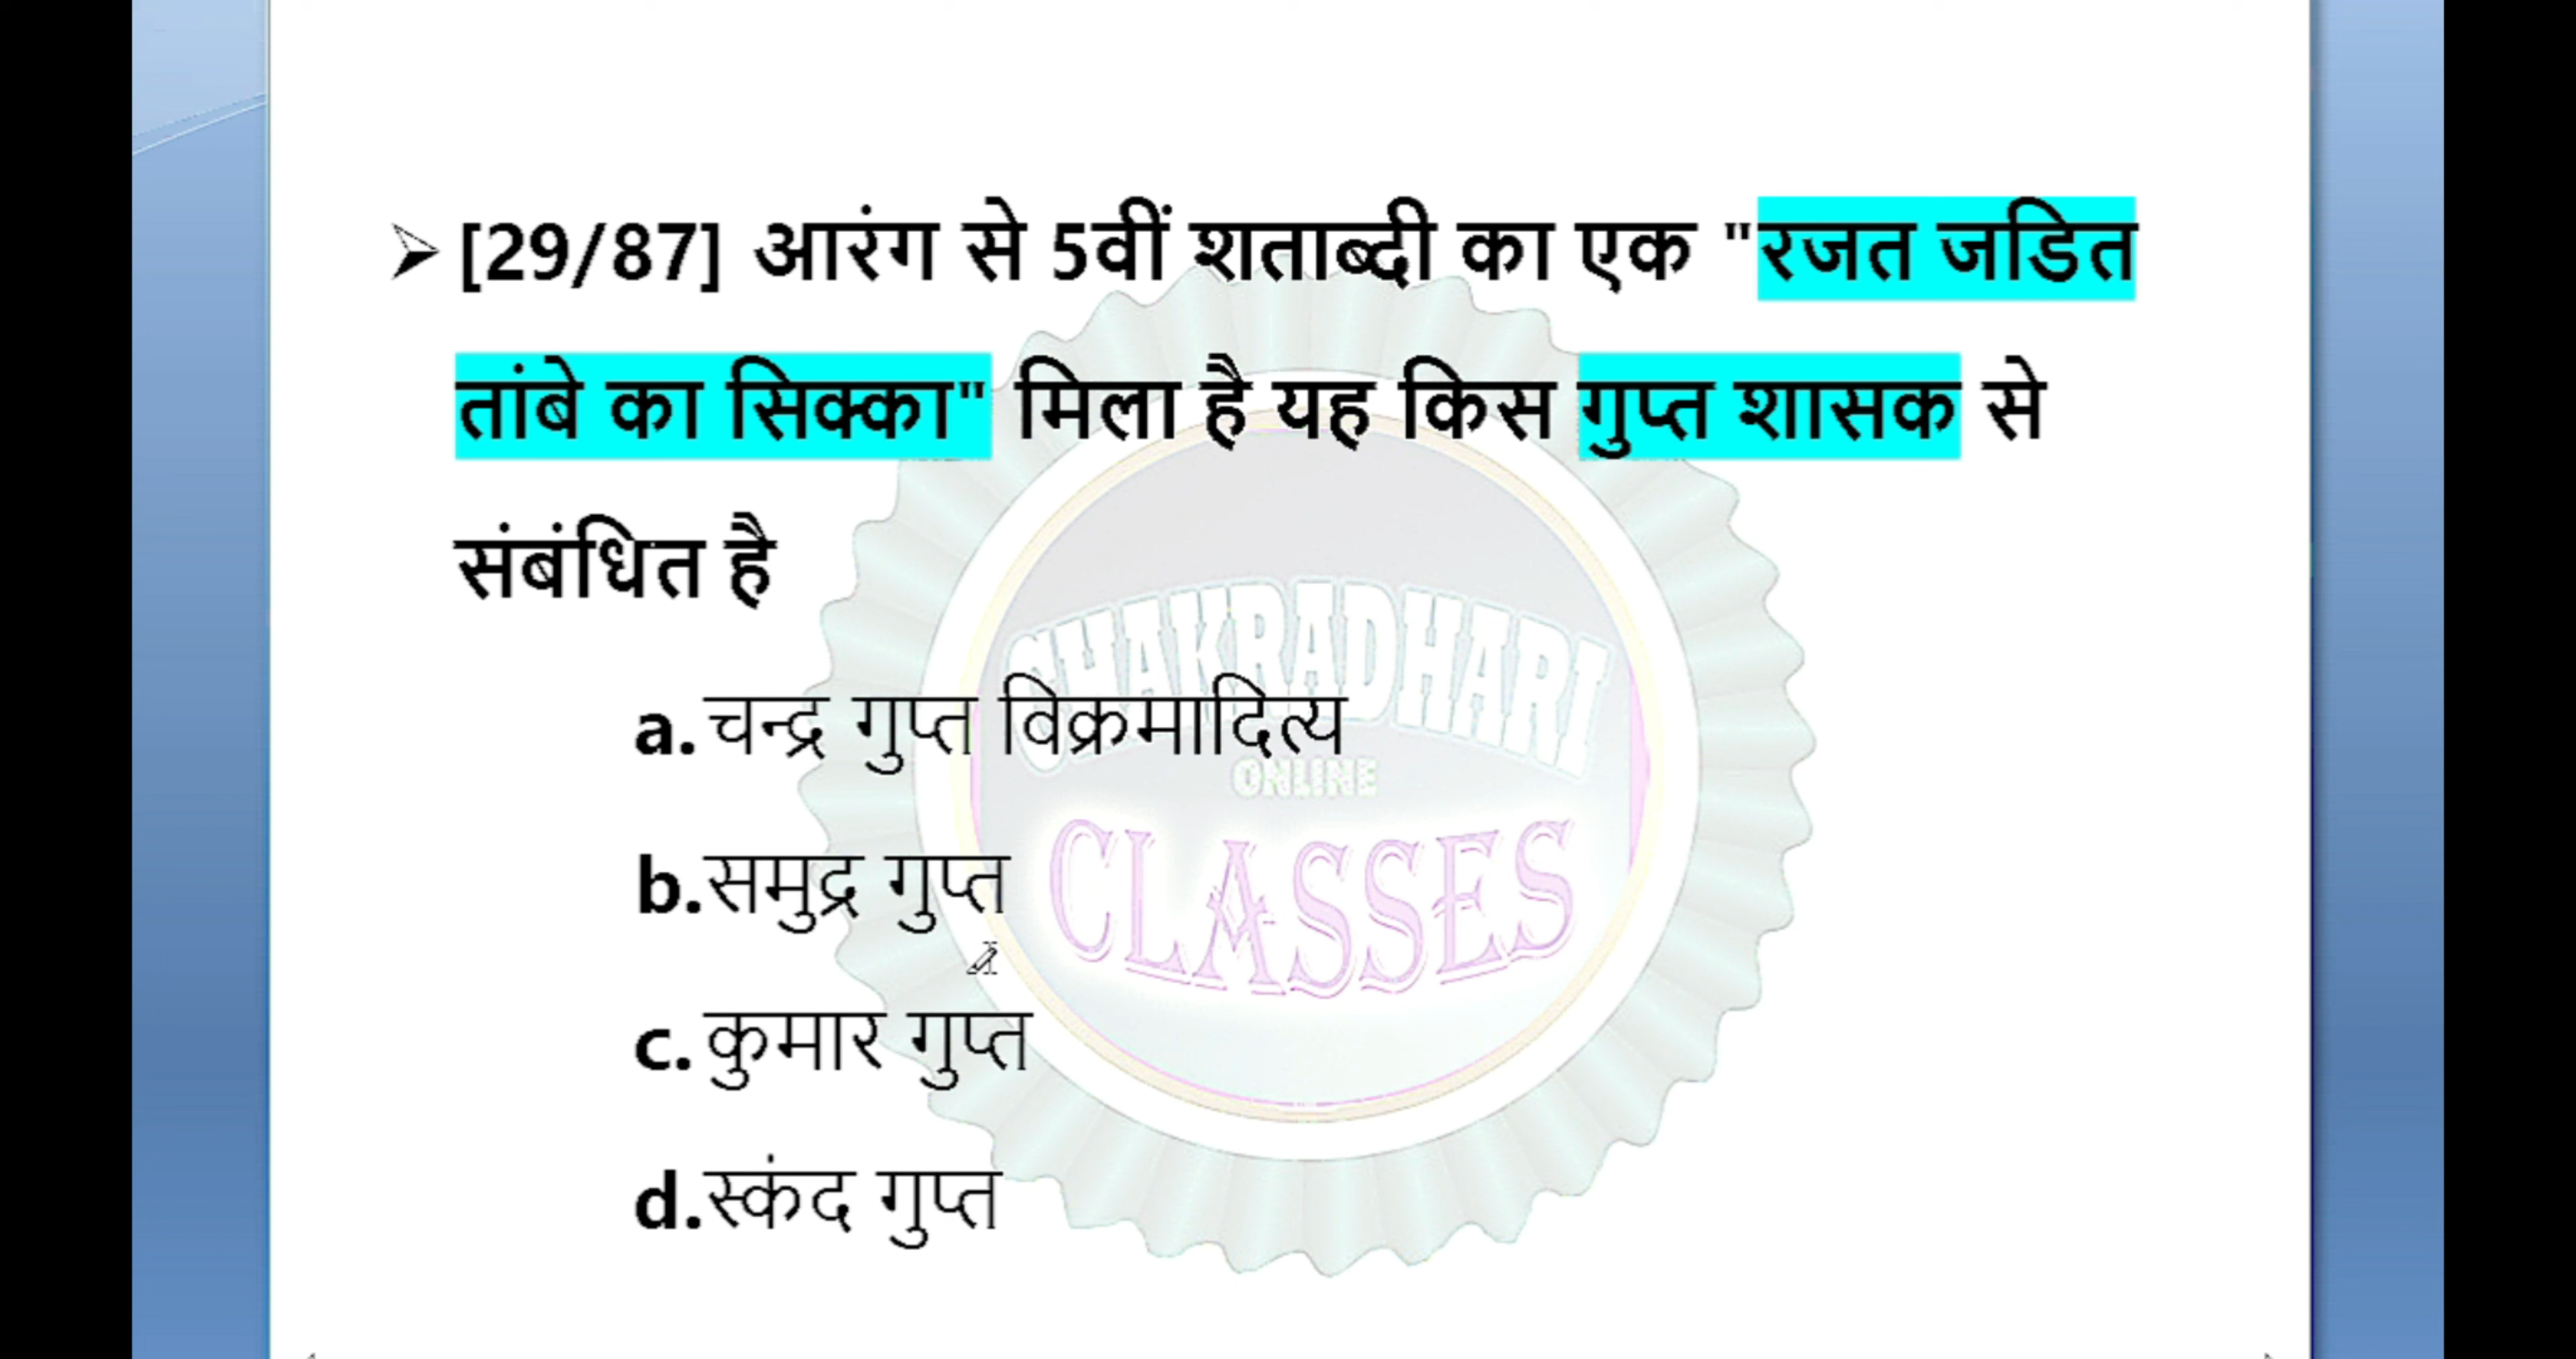 ➢ [29/87] आरंग से 5वीं शताब्दी का एक "रजत जडित
तांबे का सिक्का" मिला है यह किस गुप्त शासक से
संबंधित है
a. चन्द्र गुप्त विक्रमादित्य
b. समुद्र गुप्त
c. कुमार गुप्त
d. स्कंद गुप्त
CHAKRADHARI
ONLINE
CLASSES